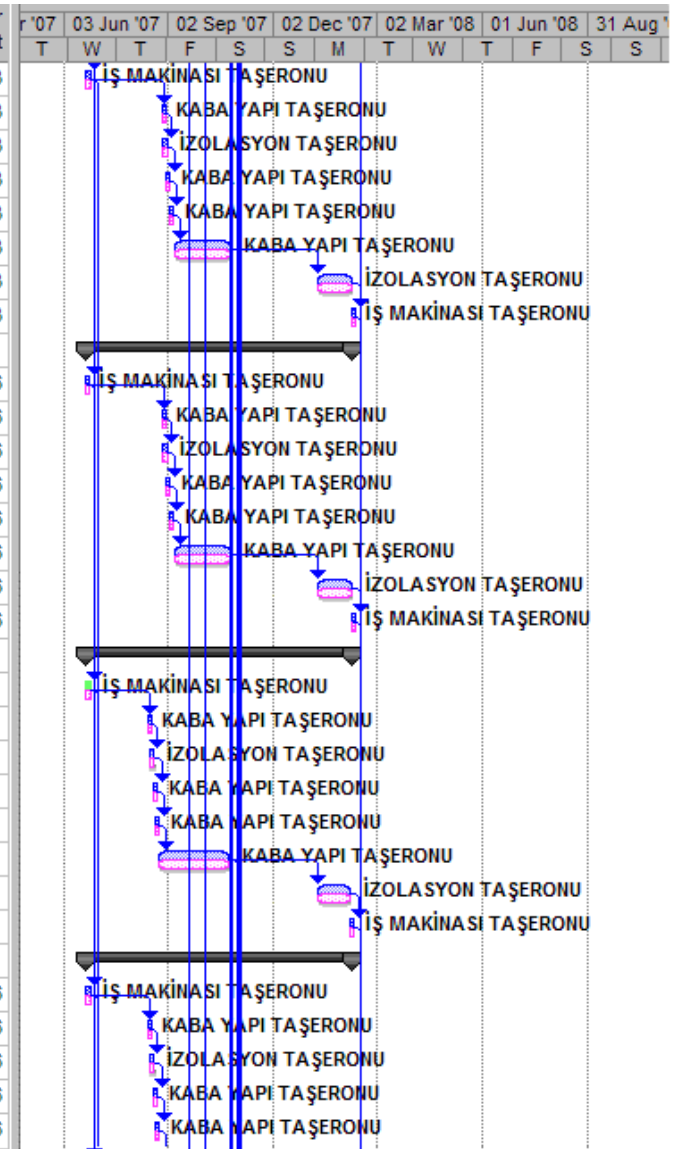 r '07 03 Jun '07 02 Sep '07 02 Dec '07 02 Mar '08 01 Jun '08 31 Aug '
T W T F S S M T W T F S S
İŞ MAKİNASI TAŞERONU
KABA YAPI TAŞERONU
İZOLASYON TAŞERONU
KABA YAPI TAŞERONU
KABA YAPI TAŞERONU
KABA YAPI TAŞERONU
İZOLASYON TAŞERONU
İŞ MAKİNASI TAŞERONU
İŞ MAKİNASI TAŞERONU
KABA YAPI TAŞERONU
İZOLASYON TAŞERONU
KABA YAPI TAŞERONU
KABA YAPI TAŞERONU
KABA YAPI TAŞERONU
İZOLASYON TAŞERONU
İŞ MAKİNASI TAŞERONU
İŞ MAKİNASI TAŞERONU
KABA YAPI TAŞERONU
İZOLASYON TAŞERONU
KABA YAPI TAŞERONU
KABA YAPI TAŞERONU
KABA YAPI TAŞERONU
İZOLASYON TAŞERONU
İŞ MAKİNASI TAŞERONU
İŞ MAKİNASI TAŞERONU
KABA YAPI TAŞERONU
İZOLASYON TAŞERONU
KABA YAPI TAŞERONU
KABA YAPI TAŞERONU